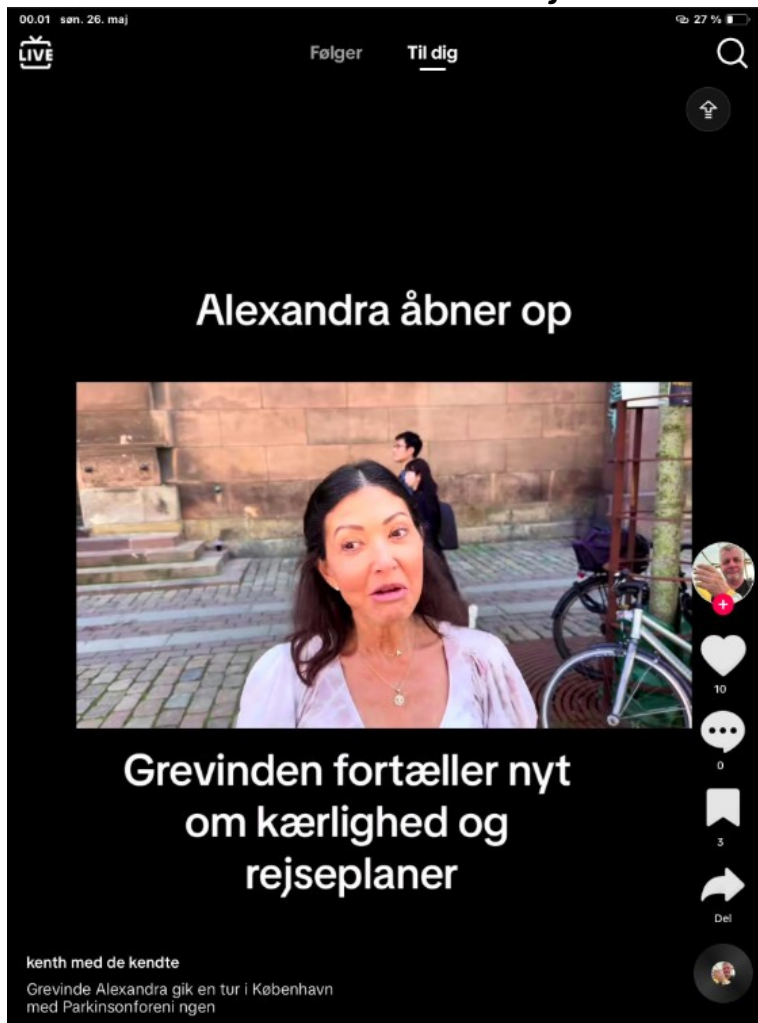 00.01 søn. 26. maj
27 %
LIVE
Følger
Til dig
Alexandra åbner op
10
0
3
Del
Grevinden fortæller nyt
om kærlighed og
rejseplaner
kenth med de kendte
Grevinde Alexandra gik en tur i København
med Parkinsonforeni ngen